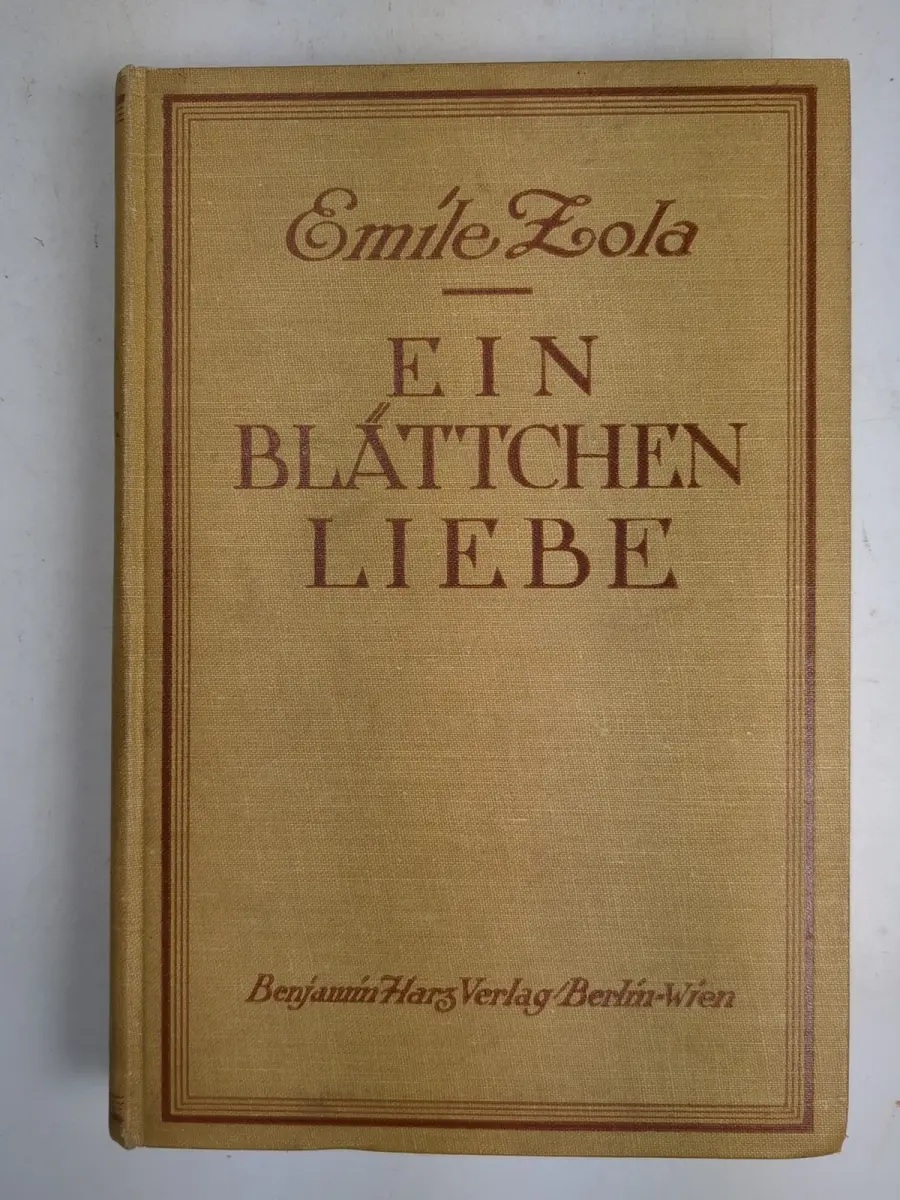 Emile Zola
EIN
BLÄTTCHEN
LIEBE
Benjamin Harz Verlag / Berlin-Wien